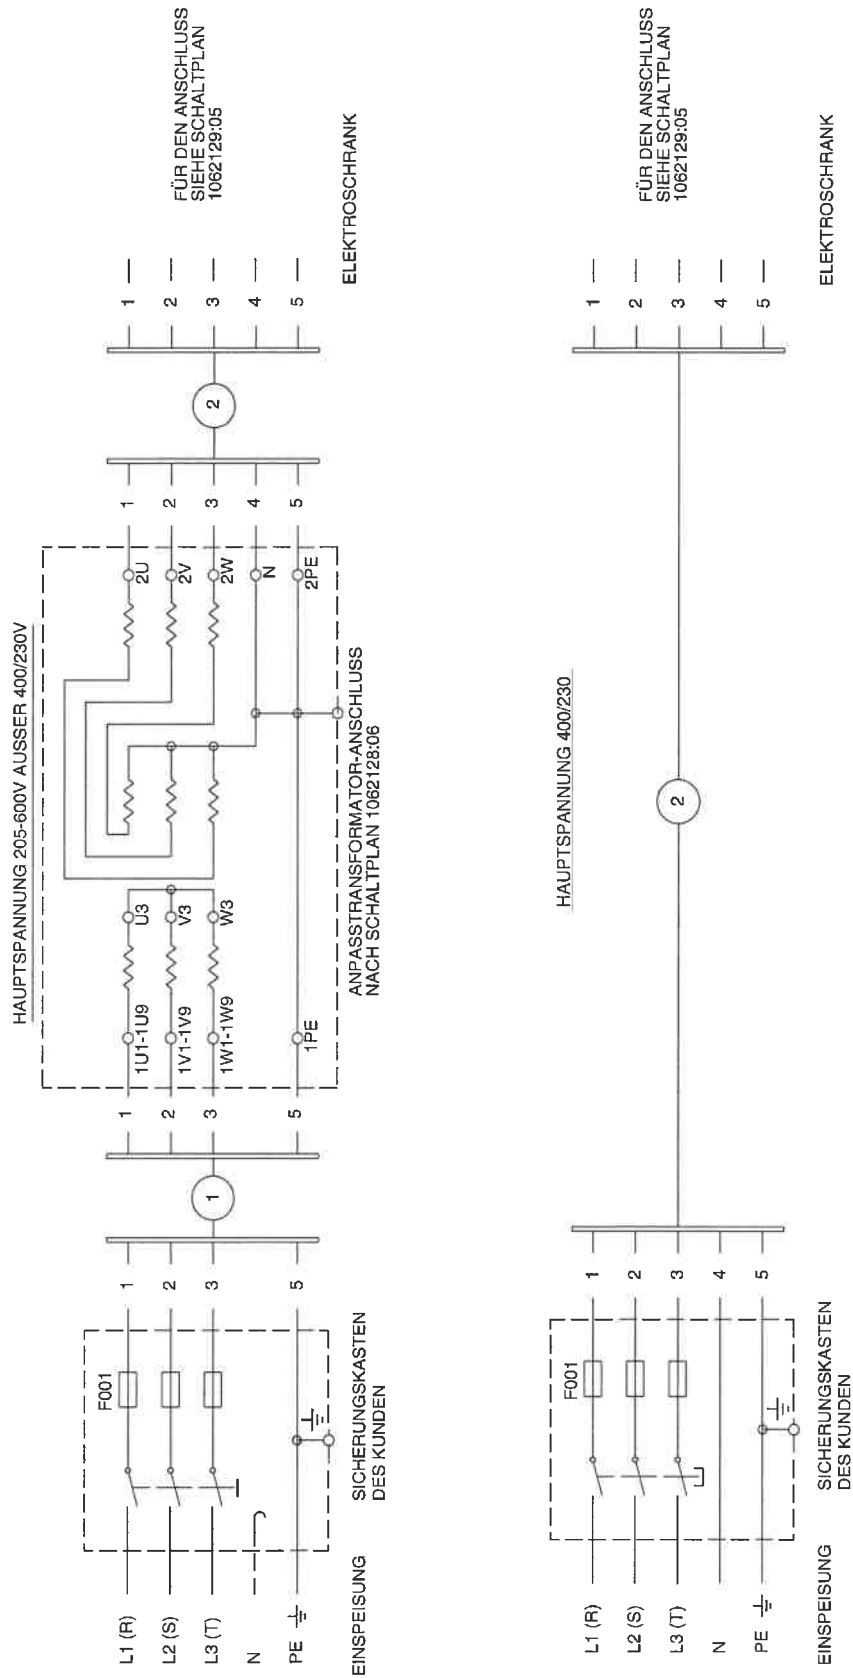 HAUPTSPANNUNG 205-600V AUSSER 400/230V
L1 (R)
L2 (S)
L3 (T)
N
PE
EINSPEISUNG
F001
SICHERUNGSKASTEN
DES KUNDEN
1
2
3
5
1
1
2
3
5
1U1-1U9
1V1-1V9
1W1-1W9
1PE
U3
V3
W3
2U
2V
2W
N
2PE
ANPASSTRANSFORMATOR-ANSCHLUSS
NACH SCHALTPLAN 1062128:06
1
2
3
4
5
2
1
2
3
4
5
FÜR DEN ANSCHLUSS
SIEHE SCHALTPLAN
1062129:05
ELEKTROSCHRANK
HAUPTSPANNUNG 400/230
L1 (R)
L2 (S)
L3 (T)
N
PE
EINSPEISUNG
F001
SICHERUNGSKASTEN
DES KUNDEN
1
2
3
4
5
2
1
2
3
4
5
FÜR DEN ANSCHLUSS
SIEHE SCHALTPLAN
1062129:05
ELEKTROSCHRANK